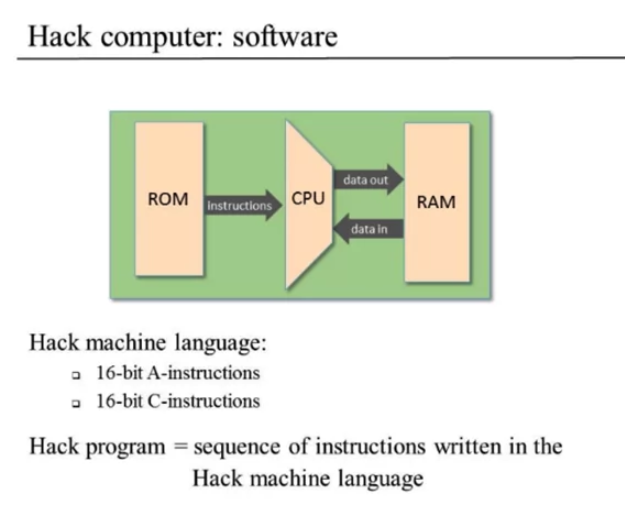 Hack computer: software
ROM
instructions
CPU
data out
data in
RAM
Hack machine language:
16-bit A-instructions
16-bit C-instructions
Hack program = sequence of instructions written in the
Hack machine language